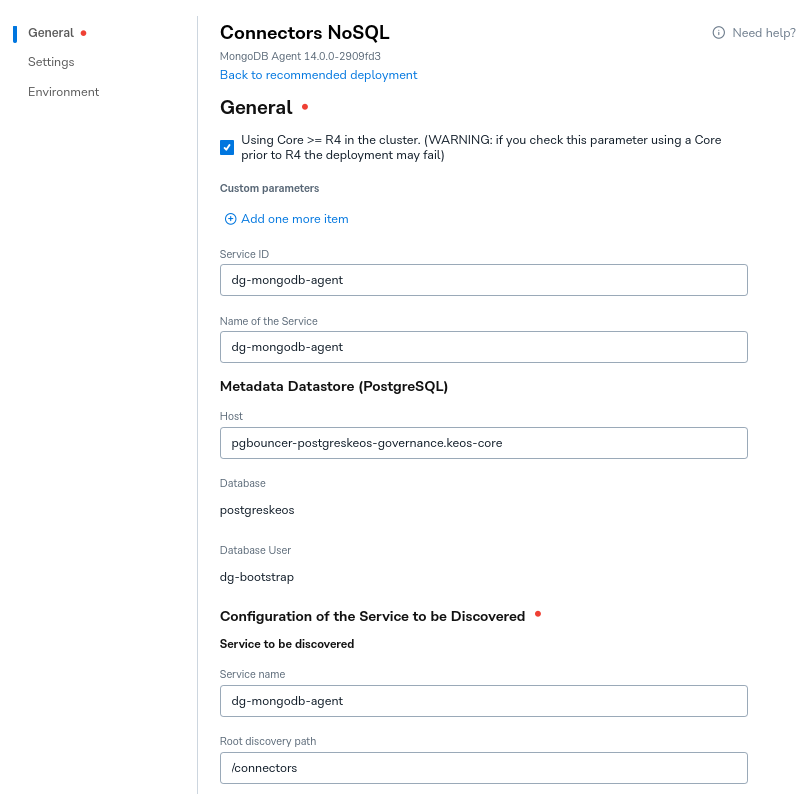 General
Settings
Environment
Connectors NoSQL
Need help?
MongoDB Agent 14.0.0-2909fd3
Back to recommended deployment
General
Using Core >= R4 in the cluster. (WARNING: if you check this parameter using a Core
prior to R4 the deployment may fail)
Custom parameters
Add one more item
Service ID
dg-mongodb-agent
Name of the Service
dg-mongodb-agent
Metadata Datastore (PostgreSQL)
Host
pgbouncer-postgreskeos-governance.keos-core
Database
postgreskeos
Database User
dg-bootstrap
Configuration of the Service to be Discovered
Service to be discovered
Service name
dg-mongodb-agent
Root discovery path
/connectors